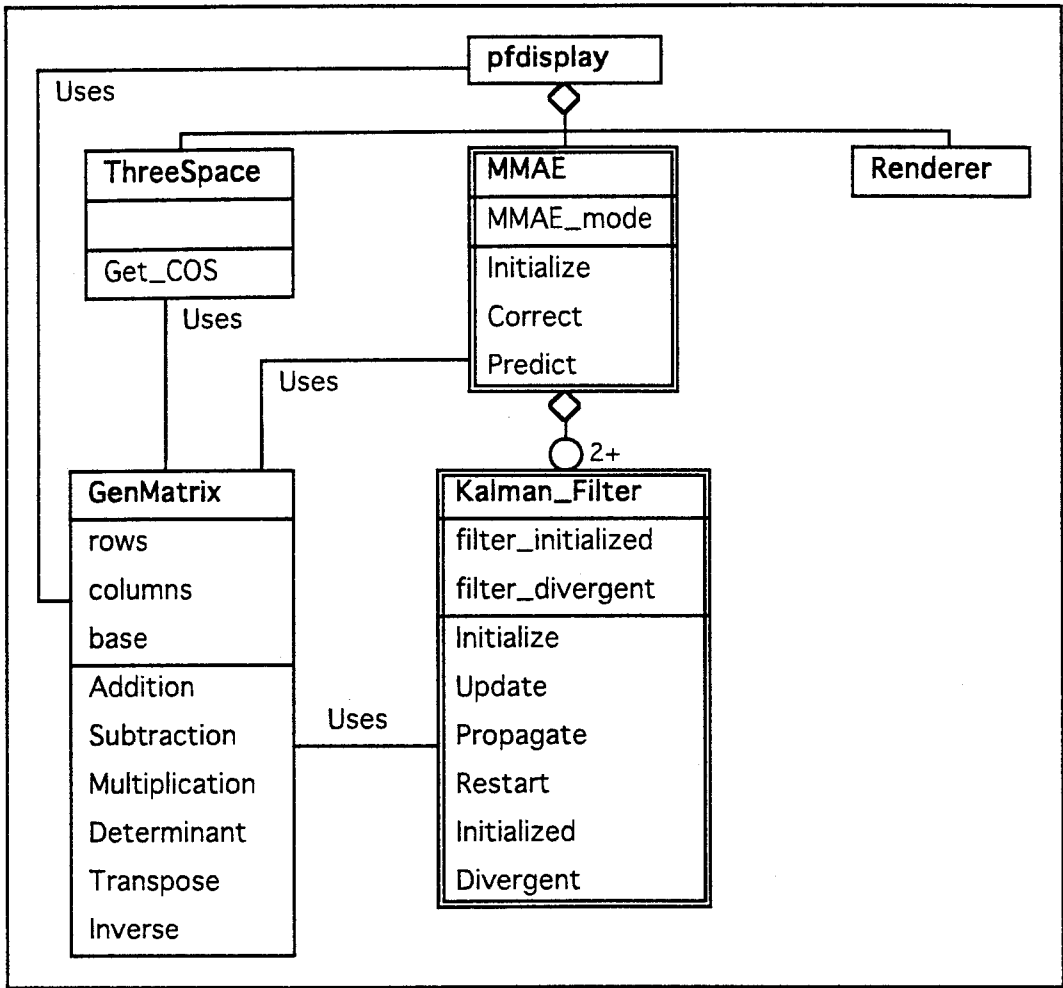 pfdisplay
Uses
ThreeSpace
Get_COS
MMAE
MMAE_mode
Initialize
Correct
Predict
Renderer
Uses
Uses
2+
GenMatrix
rows
columns
base
Addition
Subtraction
Multiplication
Determinant
Transpose
Inverse
Uses
Kalman_Filter
filter_initialized
filter_divergent
Initialize
Update
Propagate
Restart
Initialized
Divergent